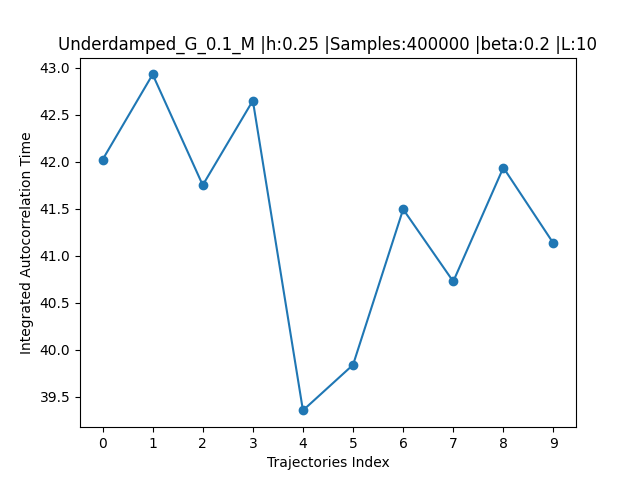 Underdamped_G_0.1_M |h:0.25 |Samples:400000 |beta:0.2 |L:10
43.0
42.5
42.0
41.5
41.0
40.5
40.0
39.5
Integrated Autocorrelation Time
0 1 2 3 4 5 6 7 8 9
Trajectories Index